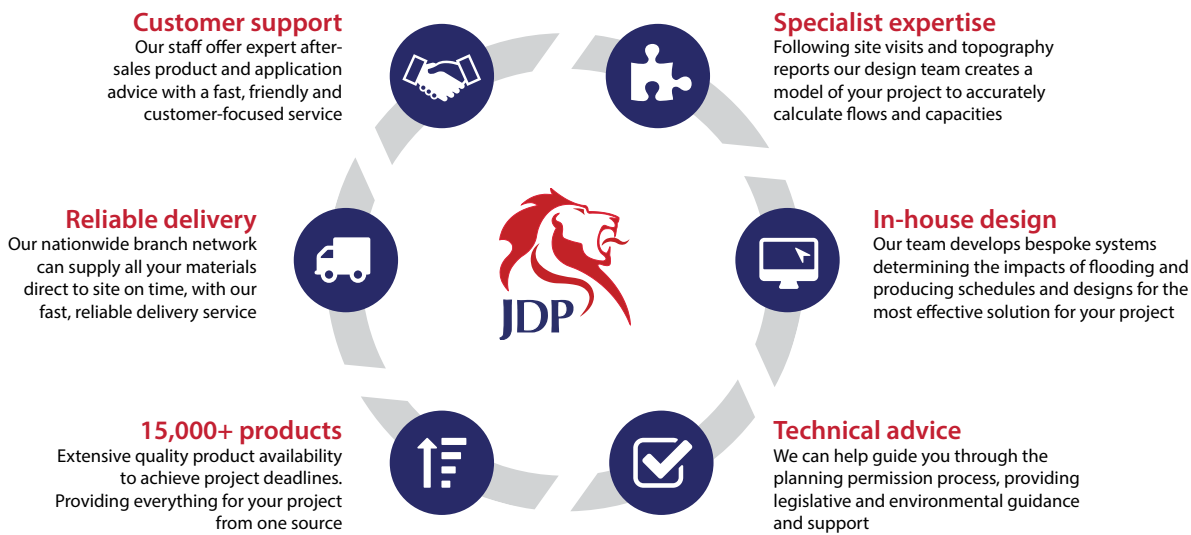 Customer support
Our staff offer expert after-
sales product and application
advice with a fast, friendly and
customer-focused service
Specialist expertise
Following site visits and topography
reports our design team creates a
model of your project to accurately
calculate flows and capacities
Reliable delivery
Our nationwide branch network
can supply all your materials
direct to site on time, with our
fast, reliable delivery service
JDP
In-house design
Our team develops bespoke systems
determining the impacts of flooding and
producing schedules and designs for the
most effective solution for your project
15,000+ products
Extensive quality product availability
to achieve project deadlines.
Providing everything for your project
from one source
Technical advice
We can help guide you through the
planning permission process, providing
legislative and environmental guidance
and support